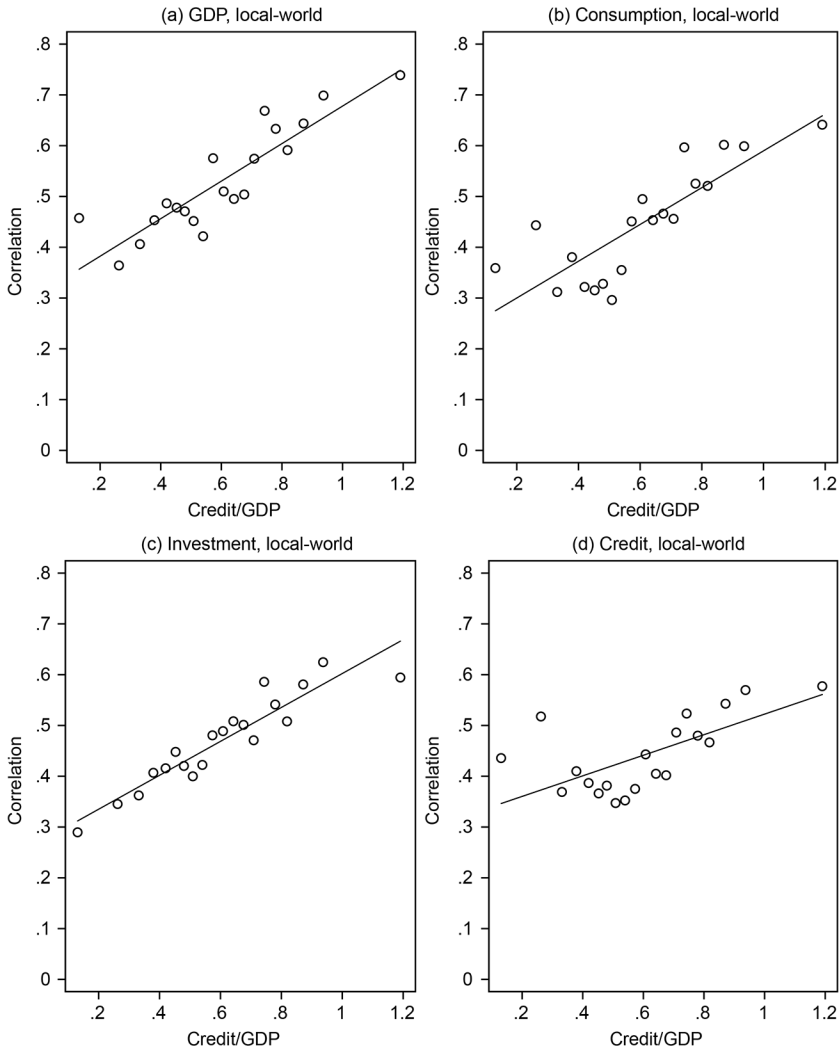 (a) GDP, local-world
.8
.7
.6
.5
.4
.3
.2
.1
0
Correlation
.2 .4 .6 .8 1 1.2
Credit/GDP
(b) Consumption, local-world
.8
.7
.6
.5
.4
.3
.2
.1
0
Correlation
.2 .4 .6 .8 1 1.2
Credit/GDP
(c) Investment, local-world
.8
.7
.6
.5
.4
.3
.2
.1
0
Correlation
.2 .4 .6 .8 1 1.2
Credit/GDP
(d) Credit, local-world
.8
.7
.6
.5
.4
.3
.2
.1
0
Correlation
.2 .4 .6 .8 1 1.2
Credit/GDP